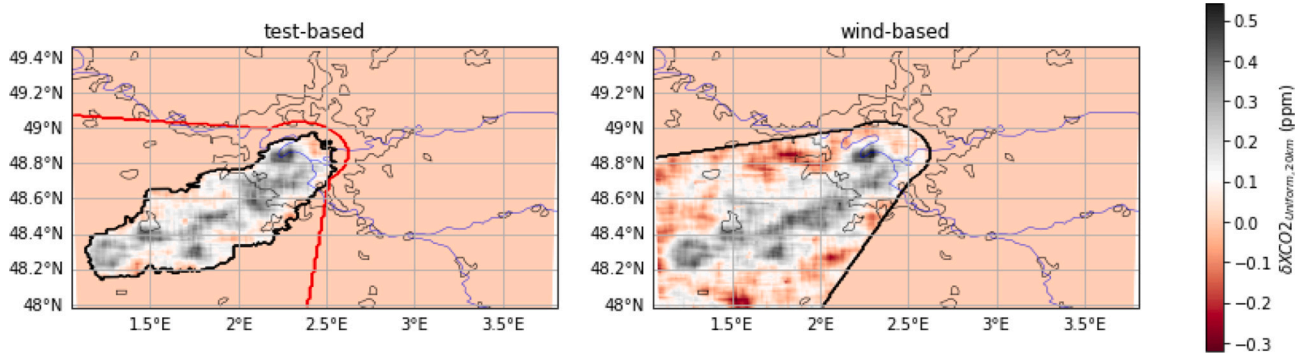 test-based
wind-based
49.4°N
49.2°N
49°N
48.8°N
48.6°N
48.4°N
48.2°N
48°N
1.5°E
2°E
2.5°E
3°E
3.5°E
49.4°N
49.2°N
49°N
48.8°N
48.6°N
48.4°N
48.2°N
48°N
1.5°E
2°E
2.5°E
3°E
3.5°E
0.5
0.4
0.3
0.2
0.1
0.0
−0.1
−0.2
−0.3
δXCO2Uniform,20km (ppm)